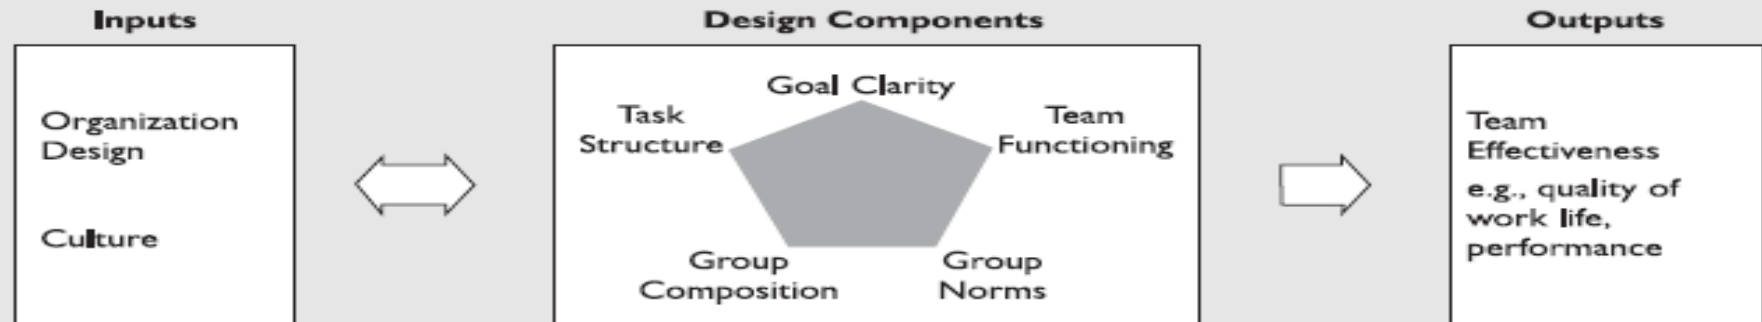 Inputs
Design Components
Outputs
Organization
Design
Culture
Goal Clarity
Task
Structure
Team
Functioning
Group
Composition
Group
Norms
Team
Effectiveness
e.g., quality of
work life,
performance